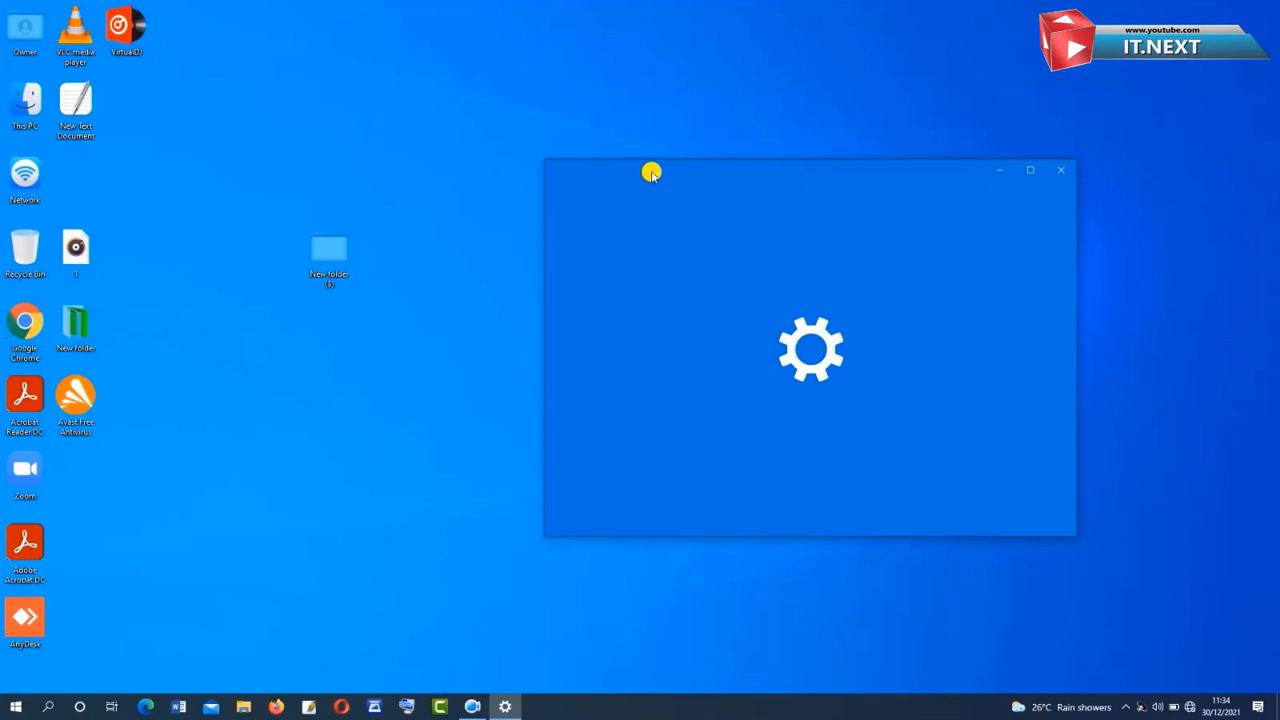 Owner
VLC media
player
VirtualDJ
www.youtube.com
IT.NEXT
This PC
New Text
Document
Network
Recycle Bin
1
New folder
(9)
Google
Chrome
New folder
Acrobat
Reader DC
Avast Free
Antivirus
Zoom
Adobe
Acrobat DC
AnyDesk
26°C Rain showers
11:34
30/12/2021